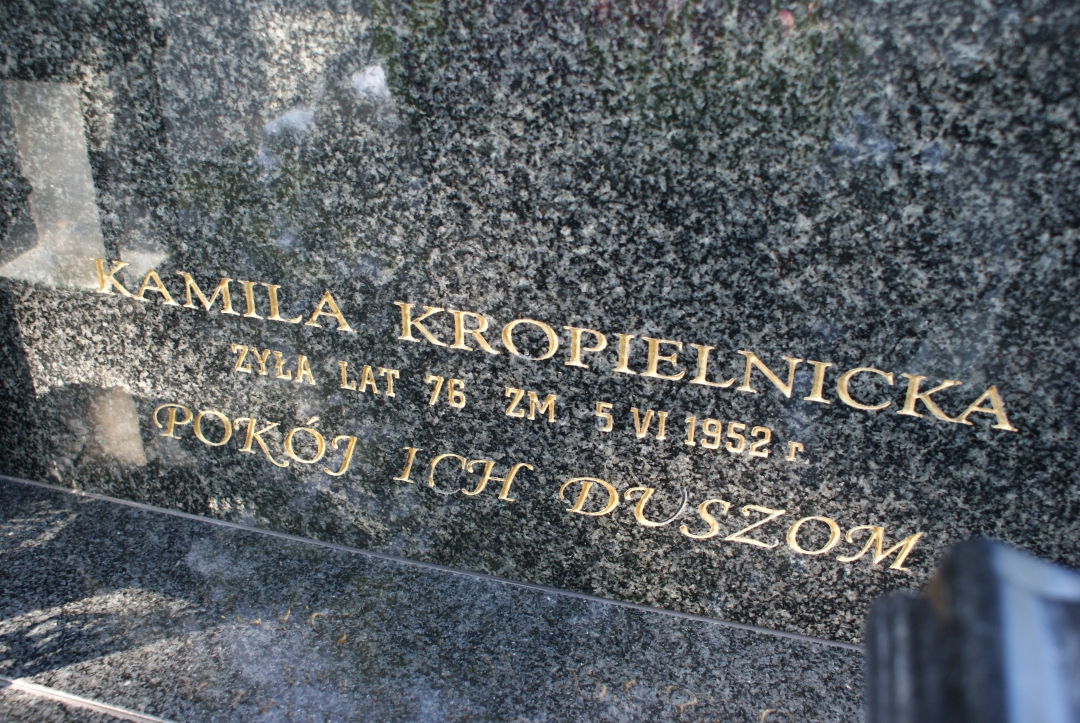 KAMILA KROPIELNICKA
ŻYŁA LAT 76 ZM 5 VI 1952 r
POKÓJ ICH DUSZOM